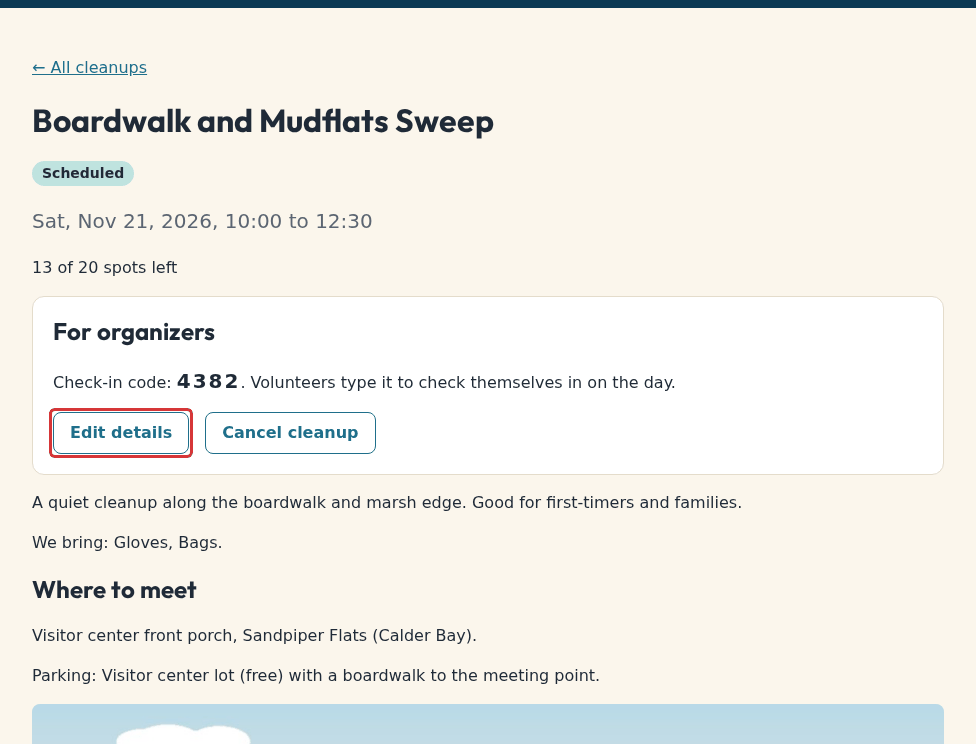 ← All cleanups
Boardwalk and Mudflats Sweep
Scheduled
Sat, Nov 21, 2026, 10:00 to 12:30
13 of 20 spots left
For organizers
Check-in code: 4382. Volunteers type it to check themselves in on the day.
Edit details
Cancel cleanup
A quiet cleanup along the boardwalk and marsh edge. Good for first-timers and families.
We bring: Gloves, Bags.
Where to meet
Visitor center front porch, Sandpiper Flats (Calder Bay).
Parking: Visitor center lot (free) with a boardwalk to the meeting point.